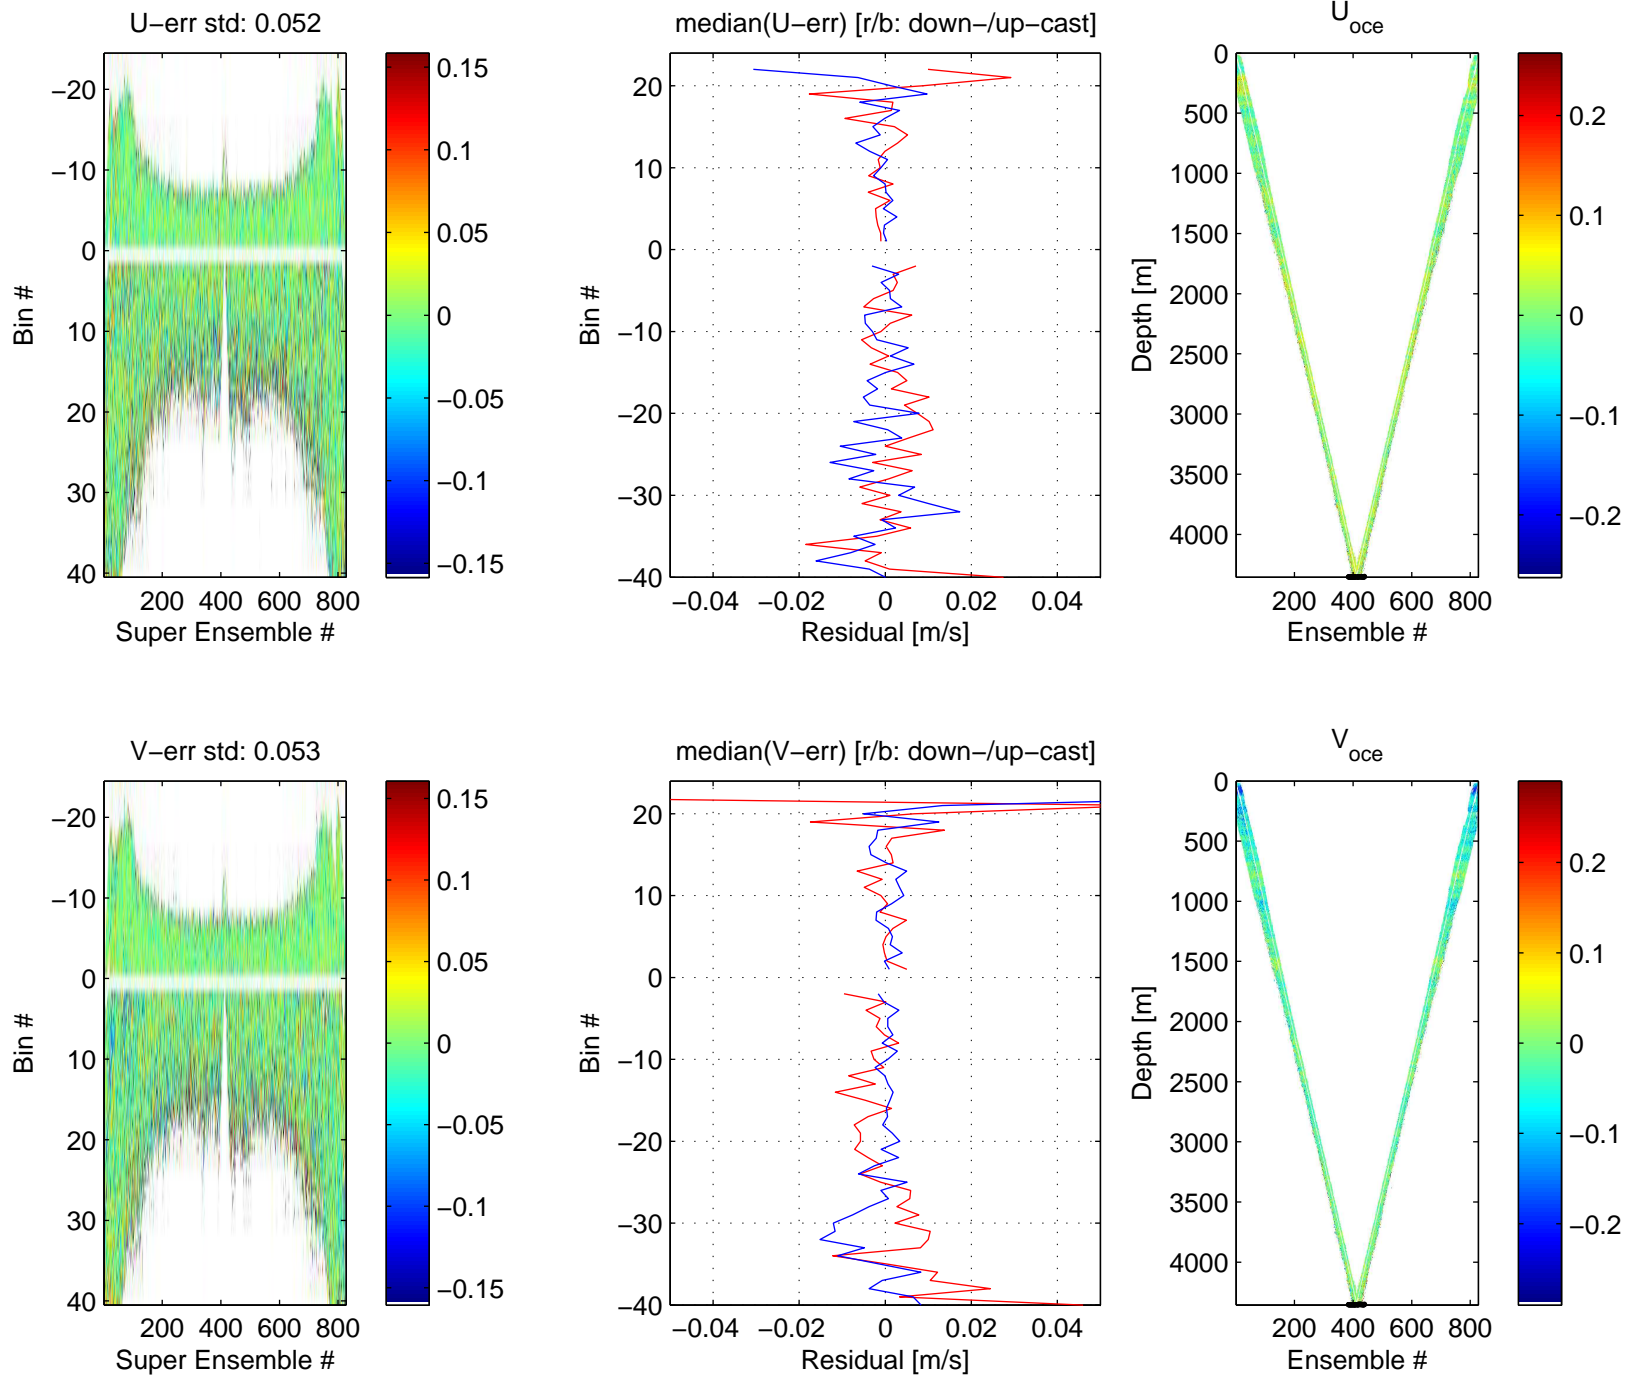 U−err std: 0.052
−20
−10
0
10
20
30
40
Bin #
200 400 600 800
Super Ensemble #
0.15
0.1
0.05
0
−0.05
−0.1
−0.15
median(U−err) [r/b: down−/up−cast]
20
10
0
−10
−20
−30
−40
Bin #
−0.04 −0.02 0 0.02 0.04
Residual [m/s]
Uoce
0
500
1000
1500
2000
2500
3000
3500
4000
Depth [m]
200 400 600 800
Ensemble #
0.2
0.1
0
−0.1
−0.2
V−err std: 0.053
−20
−10
0
10
20
30
40
Bin #
200 400 600 800
Super Ensemble #
0.15
0.1
0.05
0
−0.05
−0.1
−0.15
median(V−err) [r/b: down−/up−cast]
20
10
0
−10
−20
−30
−40
Bin #
−0.04 −0.02 0 0.02 0.04
Residual [m/s]
Voce
0
500
1000
1500
2000
2500
3000
3500
4000
Depth [m]
200 400 600 800
Ensemble #
0.2
0.1
0
−0.1
−0.2